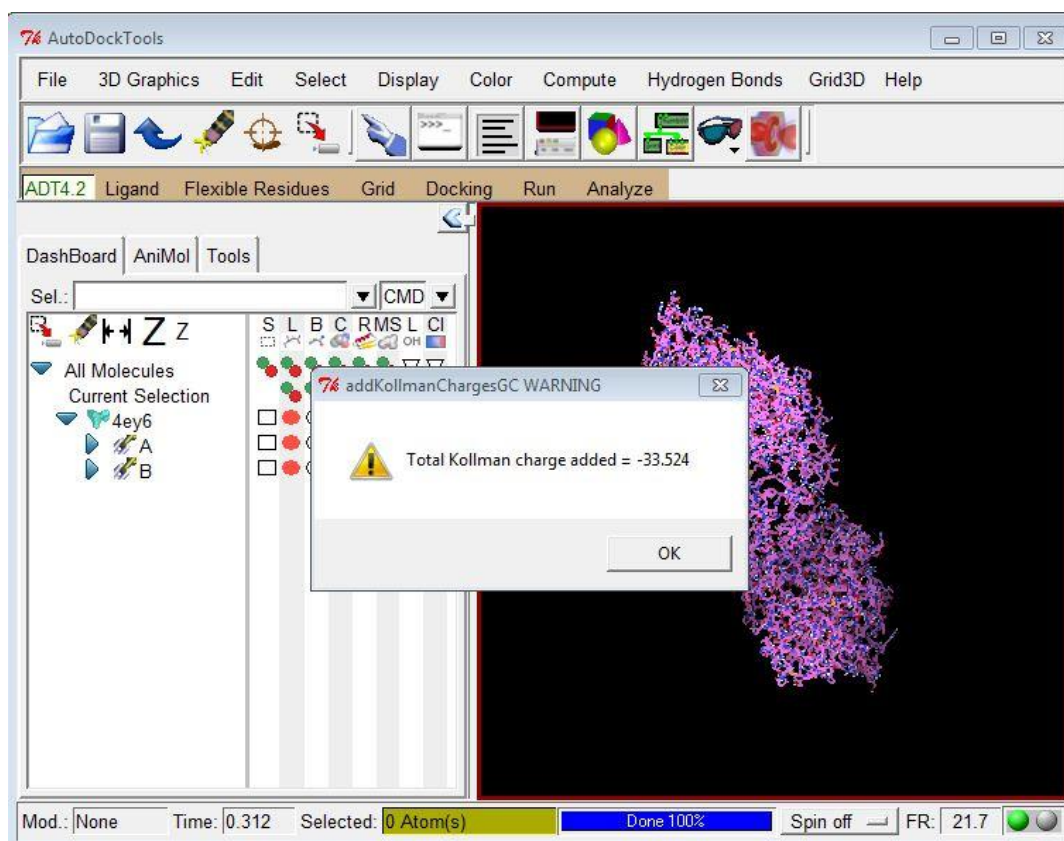 AutoDockTools
File 3D Graphics Edit Select Display Color Compute Hydrogen Bonds Grid3D Help
>>>_
ADT4.2 Ligand Flexible Residues Grid Docking Run Analyze
DashBoard AniMol Tools
Sel.: CMD
Z Z S L B C R MS L Cl
OH
All Molecules
Current Selection
4ey6
A
B
addKollmanChargesGC WARNING
Total Kollman charge added = -33.524
OK
Mod.: None Time: 0.312 Selected: 0 Atom(s) Done 100% Spin off FR: 21.7